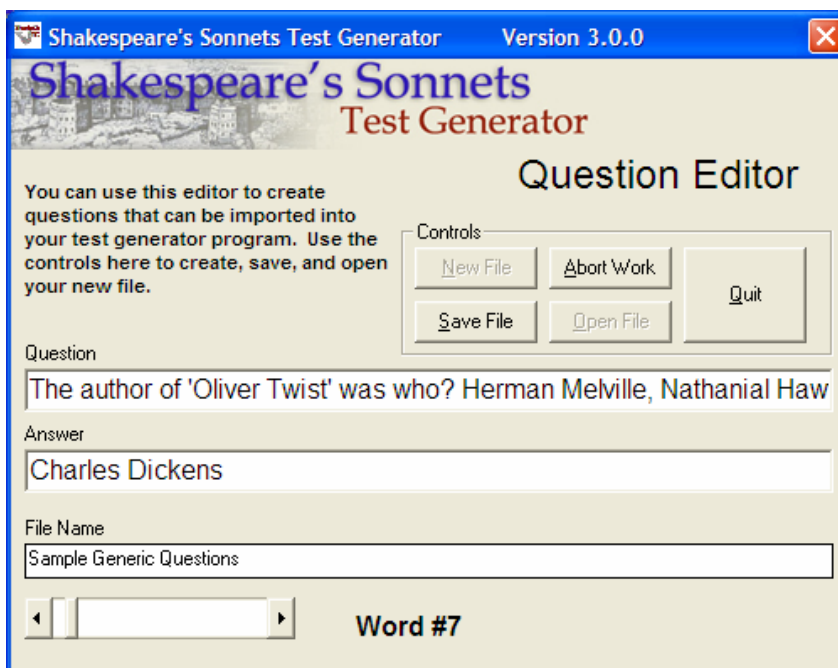 Shakespeare's Sonnets Test Generator Version 3.0.0
Shakespeare's Sonnets
Test Generator
Question Editor
You can use this editor to create
questions that can be imported into
your test generator program. Use the
controls here to create, save, and open
your new file.
Controls
New File
Abort Work
Quit
Save File
Open File
Question
The author of 'Oliver Twist' was who? Herman Melville, Nathanial Haw
Answer
Charles Dickens
File Name
Sample Generic Questions
Word #7